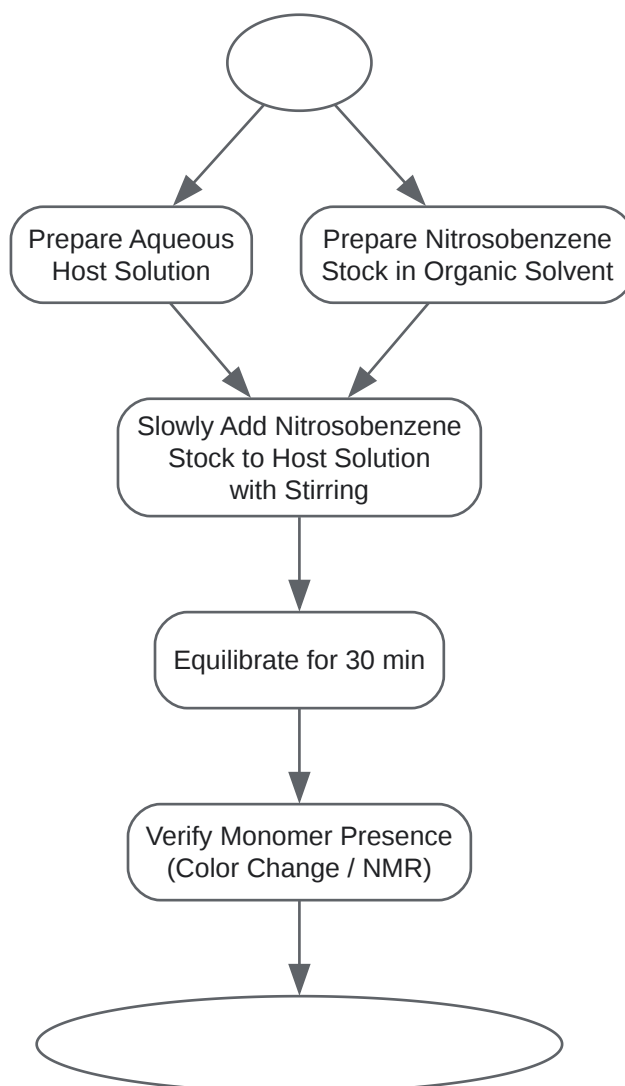 Prepare Aqueous
Host Solution
Prepare Nitrosobenzene
Stock in Organic Solvent
Slowly Add Nitrosobenzene
Stock to Host Solution
with Stirring
Equilibrate for 30 min
Verify Monomer Presence
(Color Change / NMR)